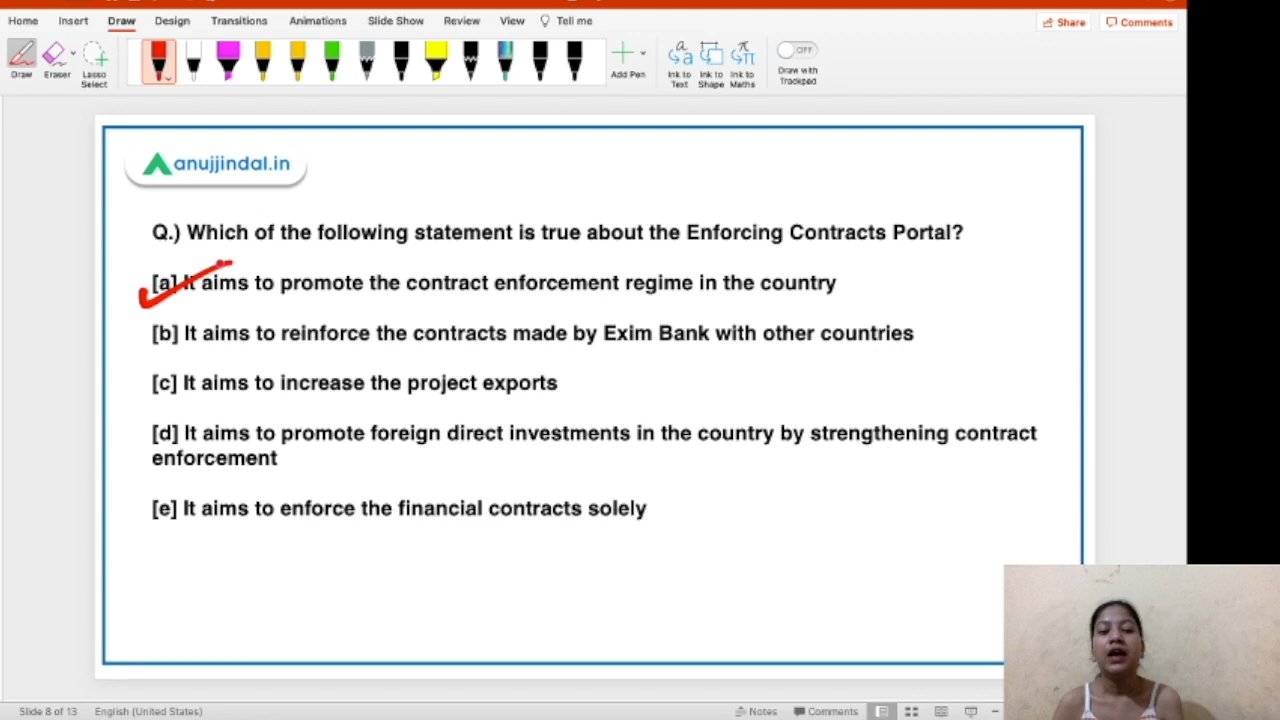 Home Insert Draw Design Transitions Animations Slide Show Review View Tell me Share Comments
Draw Eraser Lasso Select Add Pen Ink to Text Ink to Shape Ink to Maths OFF Draw with Trackpad
anujjindal.in
Q.) Which of the following statement is true about the Enforcing Contracts Portal?
[a] It aims to promote the contract enforcement regime in the country
[b] It aims to reinforce the contracts made by Exim Bank with other countries
[c] It aims to increase the project exports
[d] It aims to promote foreign direct investments in the country by strengthening contract
enforcement
[e] It aims to enforce the financial contracts solely
Slide 8 of 13 English (United States) Notes Comments